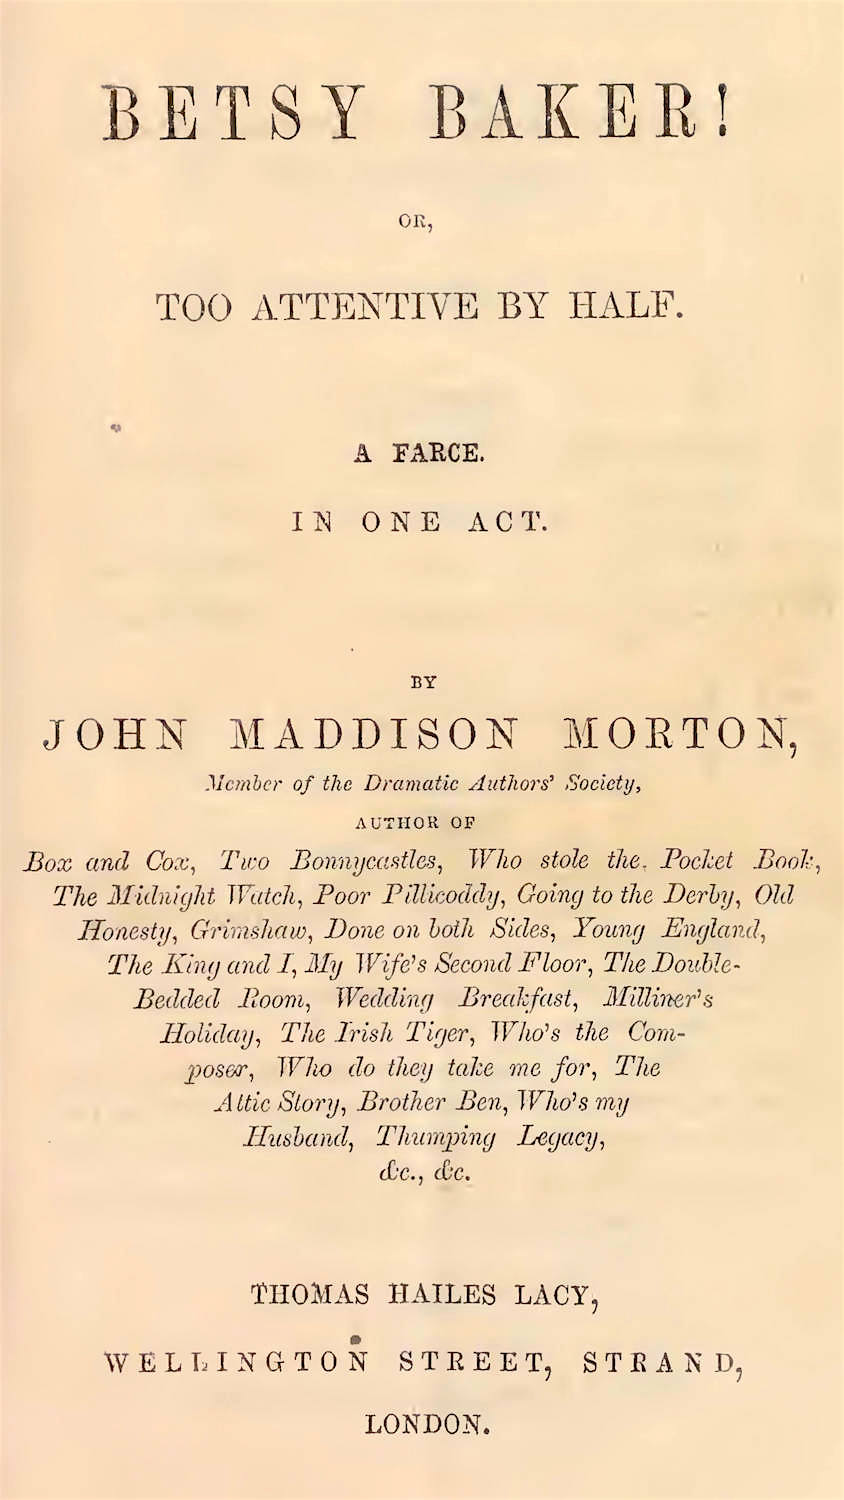 BETSY BAKER!
OR,
TOO ATTENTIVE BY HALF.
A FARCE.
IN ONE ACT.
BY
JOHN MADDISON MORTON,
Member of the Dramatic Authors' Society,
AUTHOR OF
Box and Cox, Two Bonnycastles, Who stole the Pocket Book,
The Midnight Watch, Poor Pillicoddy, Going to the Derby, Old
Honesty, Grimshaw, Done on both Sides, Young England,
The King and I, My Wife's Second Floor, The Double-
Bedded Room, Wedding Breakfast, Milliner's
Holiday, The Irish Tiger, Who's the Com-
poser, Who do they take me for, The
Attic Story, Brother Ben, Who's my
Husband, Thumping Legacy,
&c., &c.
THOMAS HAILES LACY,
WELLINGTON STREET, STRAND,
LONDON.